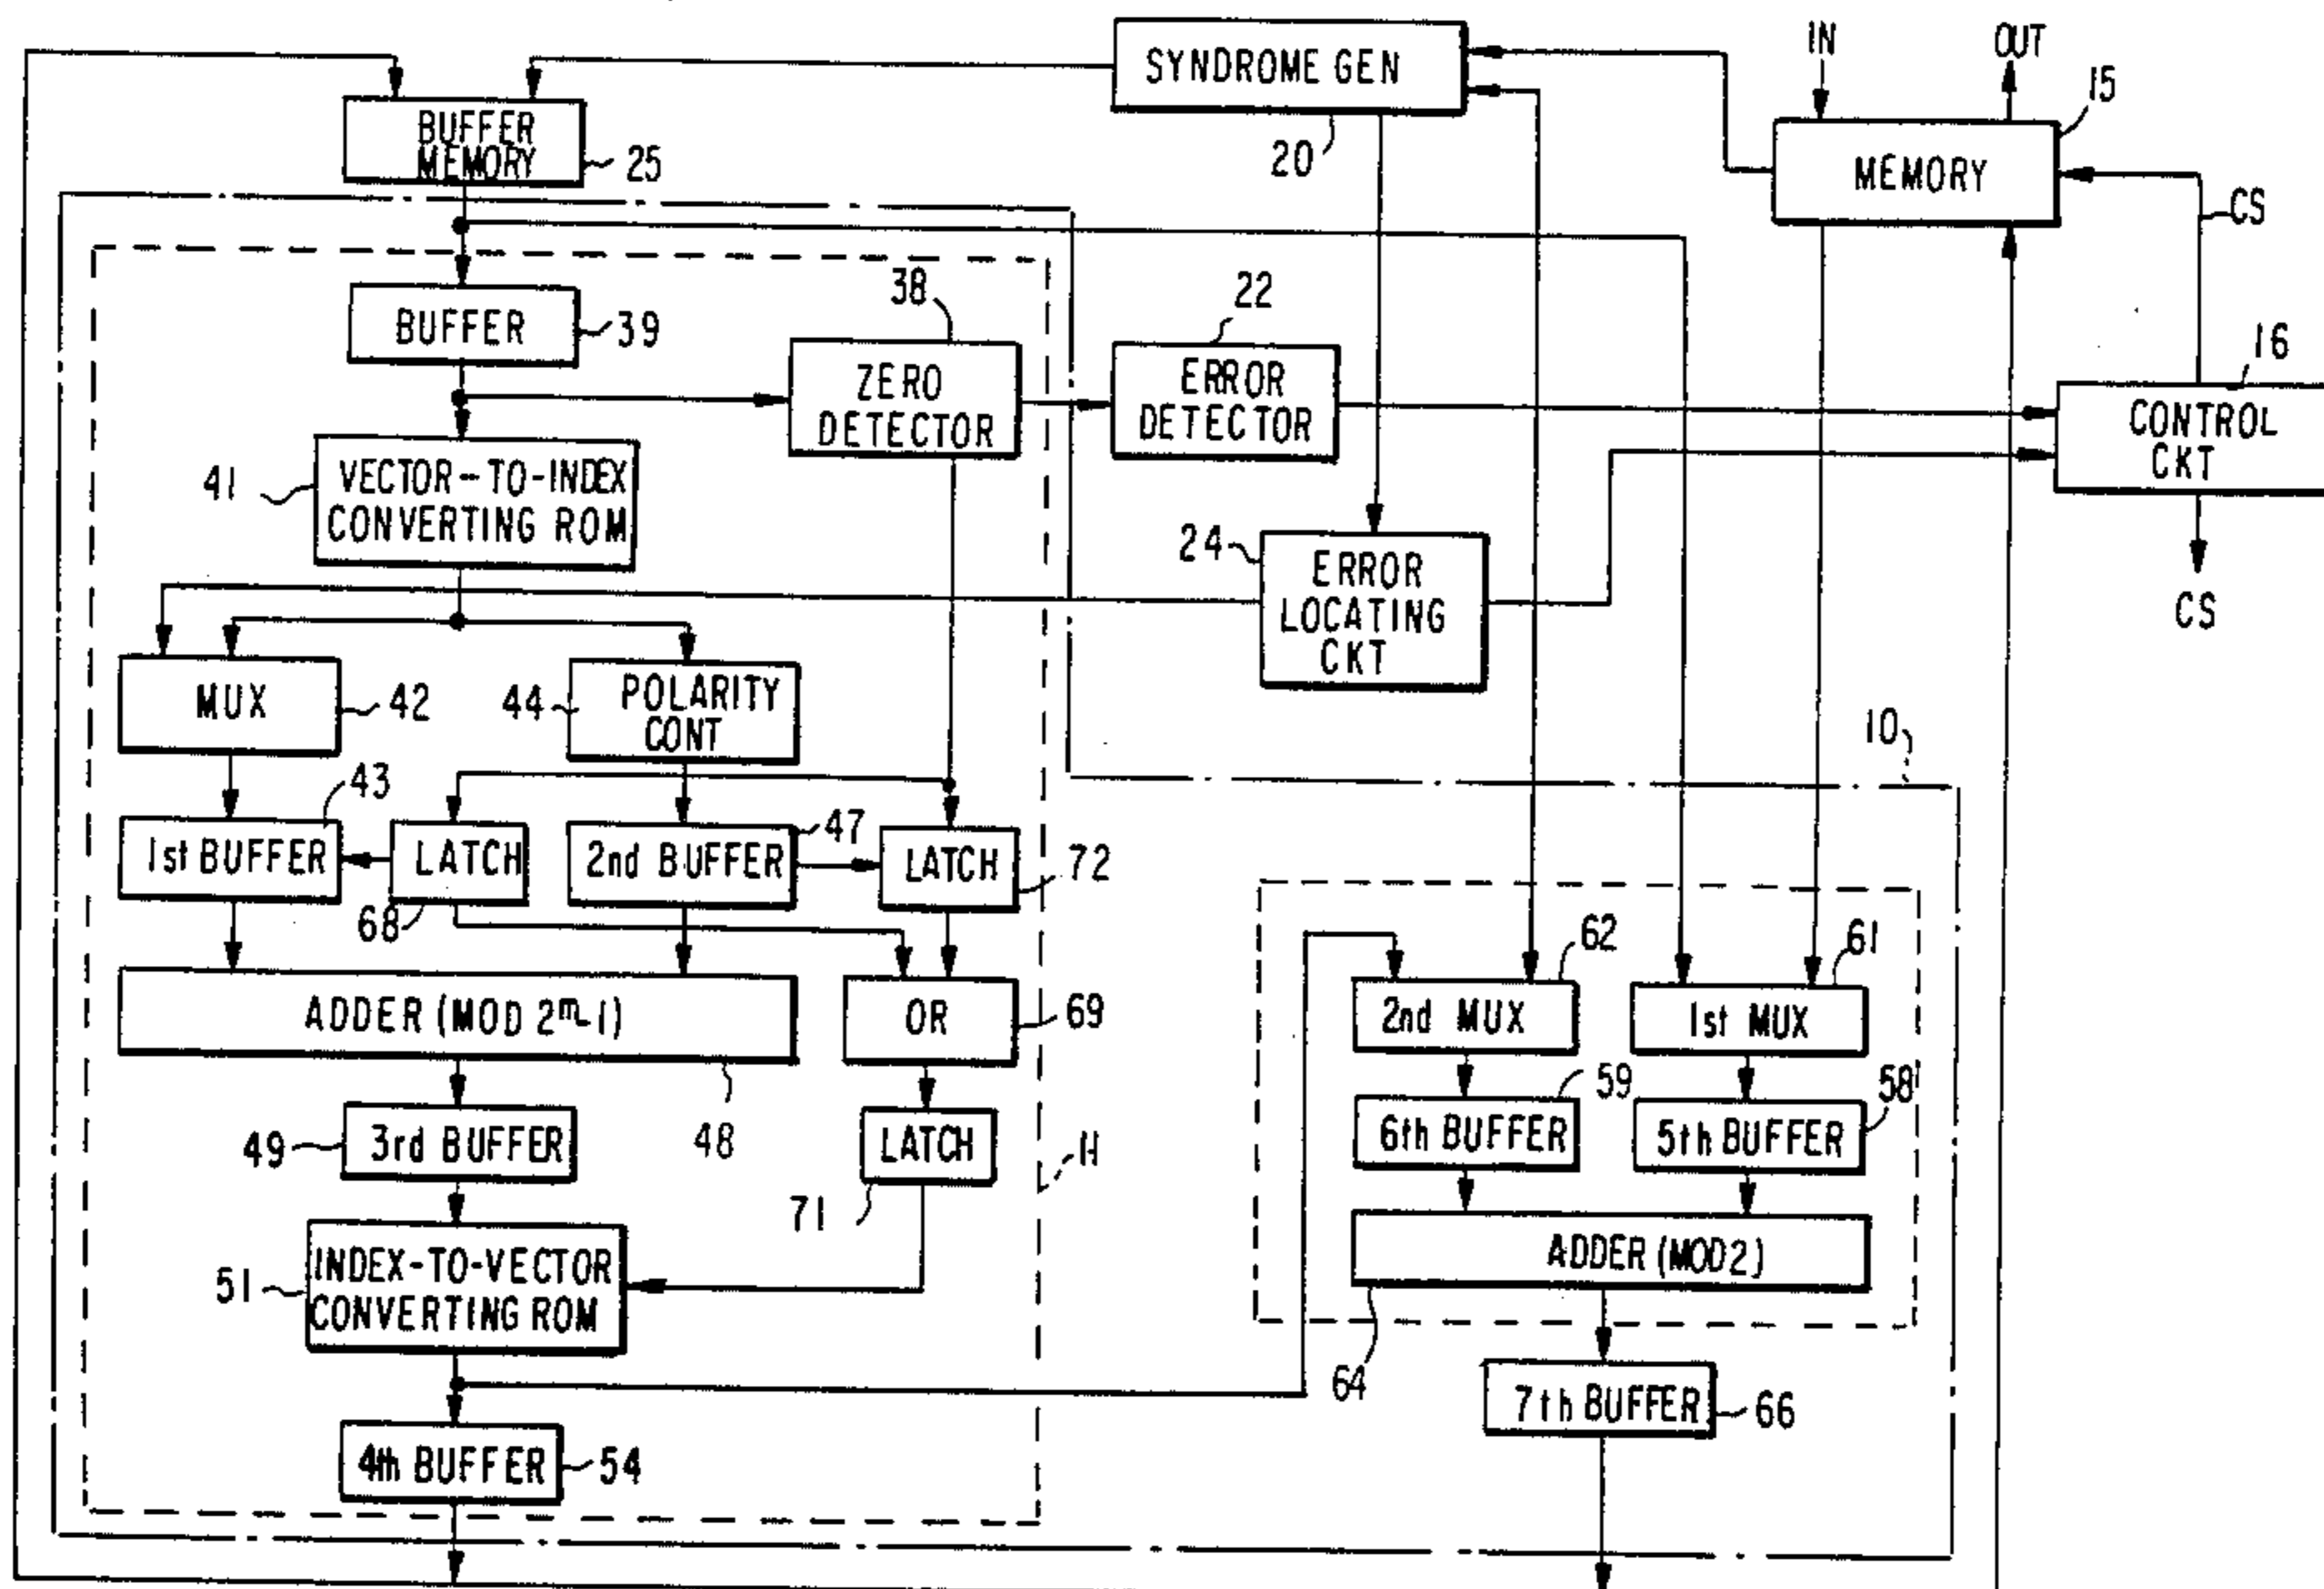 SYNDROME GEN
20
IN
OUT
15
MEMORY
CS
BUFFER
MEMORY
25
BUFFER
39
38
ZERO
DETECTOR
22
ERROR
DETECTOR
16
CONTROL
CKT
CS
41
VECTOR-TO-INDEX
CONVERTING ROM
24
ERROR
LOCATING
CKT
MUX
42
44
POLARITY
CONT
10
43
1st BUFFER
LATCH
68
47
2nd BUFFER
LATCH
72
ADDER (MOD 2m-1)
48
OR
69
62
2nd MUX
61
1st MUX
49
3rd BUFFER
LATCH
71
11
59
6th BUFFER
58
5th BUFFER
51
INDEX-TO-VECTOR
CONVERTING ROM
ADDER (MOD2)
64
7th BUFFER
66
4th BUFFER
54